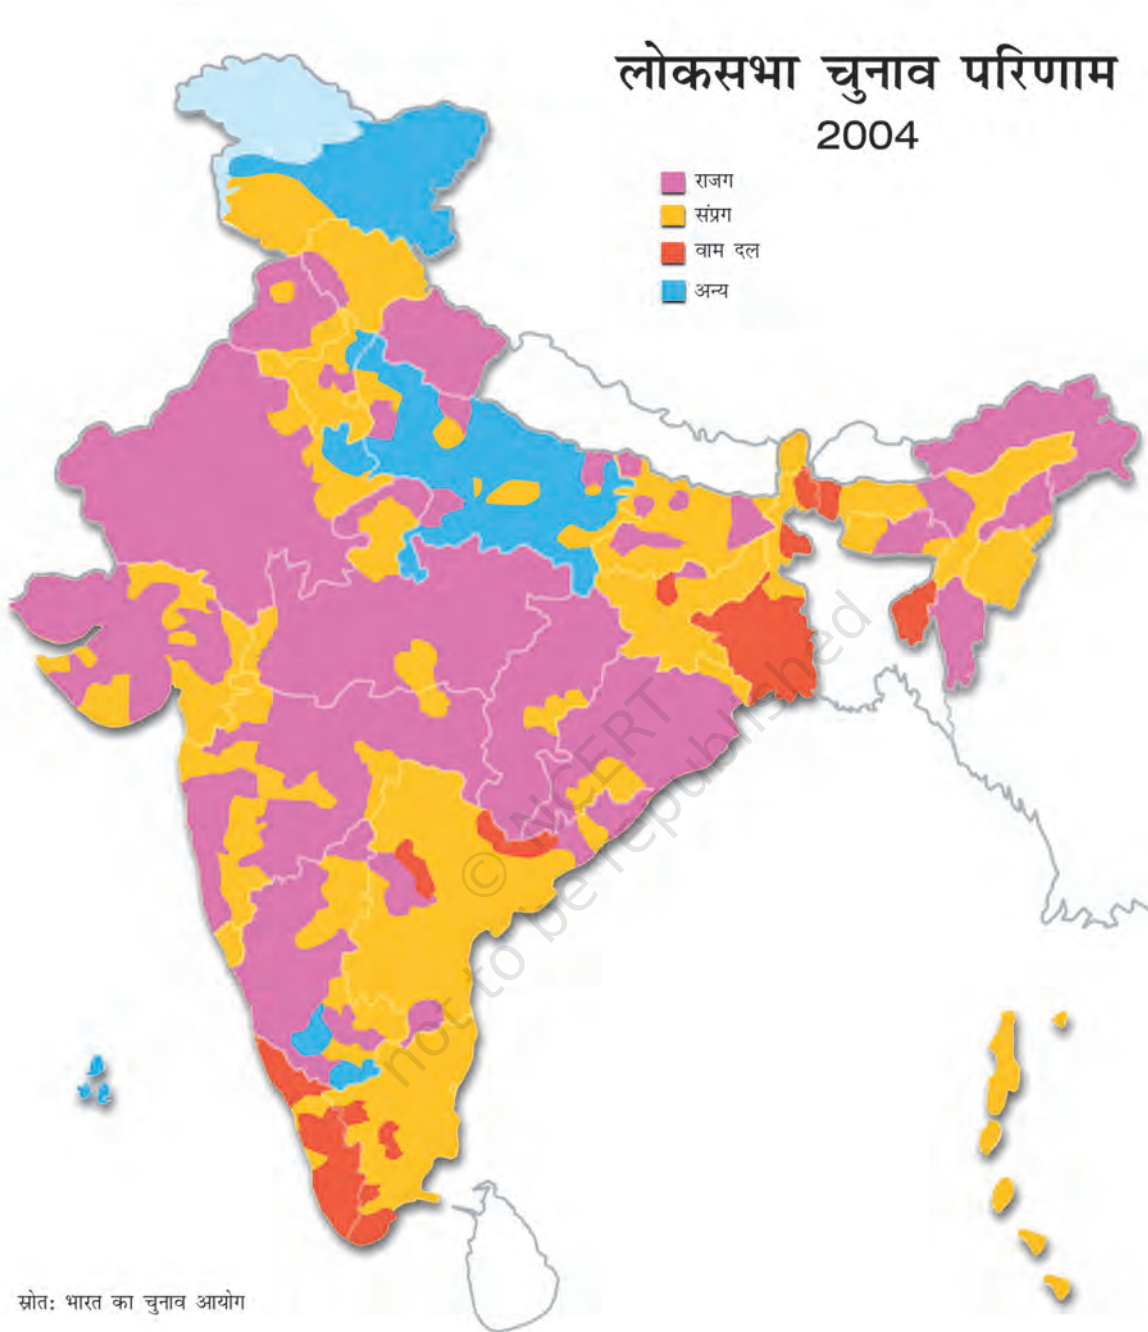 लोकसभा चुनाव परिणाम
2004
राजग
संप्रग
वाम दल
अन्य
© NCERT
not to be republished
स्रोत: भारत का चुनाव आयोग